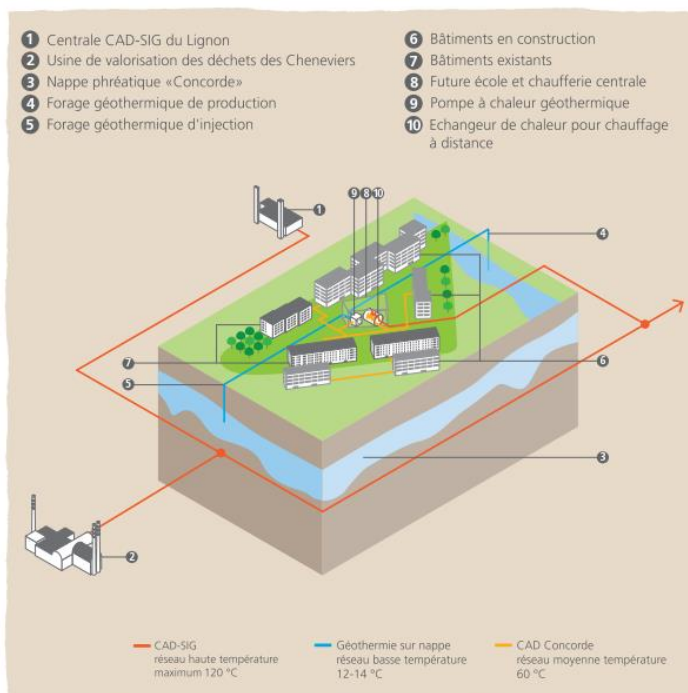 1 Centrale CAD-SIG du Lignon
2 Usine de valorisation des déchets des Cheneviers
3 Nappe phréatique «Concorde»
4 Forage géothermique de production
5 Forage géothermique d'injection
6 Bâtiments en construction
7 Bâtiments existants
8 Future école et chaufferie centrale
9 Pompe à chaleur géothermique
10 Echangeur de chaleur pour chauffage
à distance
9 8 10
1
4
7
5
6
3
2
CAD-SIG
réseau haute température
maximum 120 °C
Géothermie sur nappe
réseau basse température
12-14 °C
CAD Concorde
réseau moyenne température
60 °C